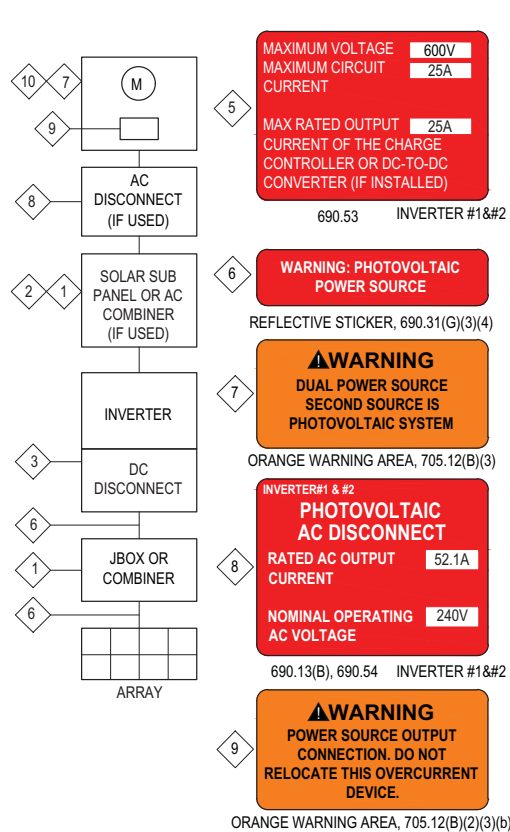 10 7
M
9
AC
DISCONNECT
(IF USED)
8
SOLAR SUB
PANEL OR AC
COMBINER
(IF USED)
2 1
INVERTER
3
DC
DISCONNECT
6
JBOX OR
COMBINER
1
6
ARRAY
5
MAXIMUM VOLTAGE 600V
MAXIMUM CIRCUIT 25A
CURRENT
MAX RATED OUTPUT 25A
CURRENT OF THE CHARGE
CONTROLLER OR DC-TO-DC
CONVERTER (IF INSTALLED)
690.53 INVERTER #1&#2
6
WARNING: PHOTOVOLTAIC
POWER SOURCE
REFLECTIVE STICKER, 690.31(G)(3)(4)
7
WARNING
DUAL POWER SOURCE
SECOND SOURCE IS
PHOTOVOLTAIC SYSTEM
ORANGE WARNING AREA, 705.12(B)(3)
8
INVERTER#1 & #2
PHOTOVOLTAIC
AC DISCONNECT
RATED AC OUTPUT 52.1A
CURRENT
NOMINAL OPERATING 240V
AC VOLTAGE
690.13(B), 690.54 INVERTER #1&#2
9
WARNING
POWER SOURCE OUTPUT
CONNECTION. DO NOT
RELOCATE THIS OVERCURRENT
DEVICE.
ORANGE WARNING AREA, 705.12(B)(2)(3)(b)